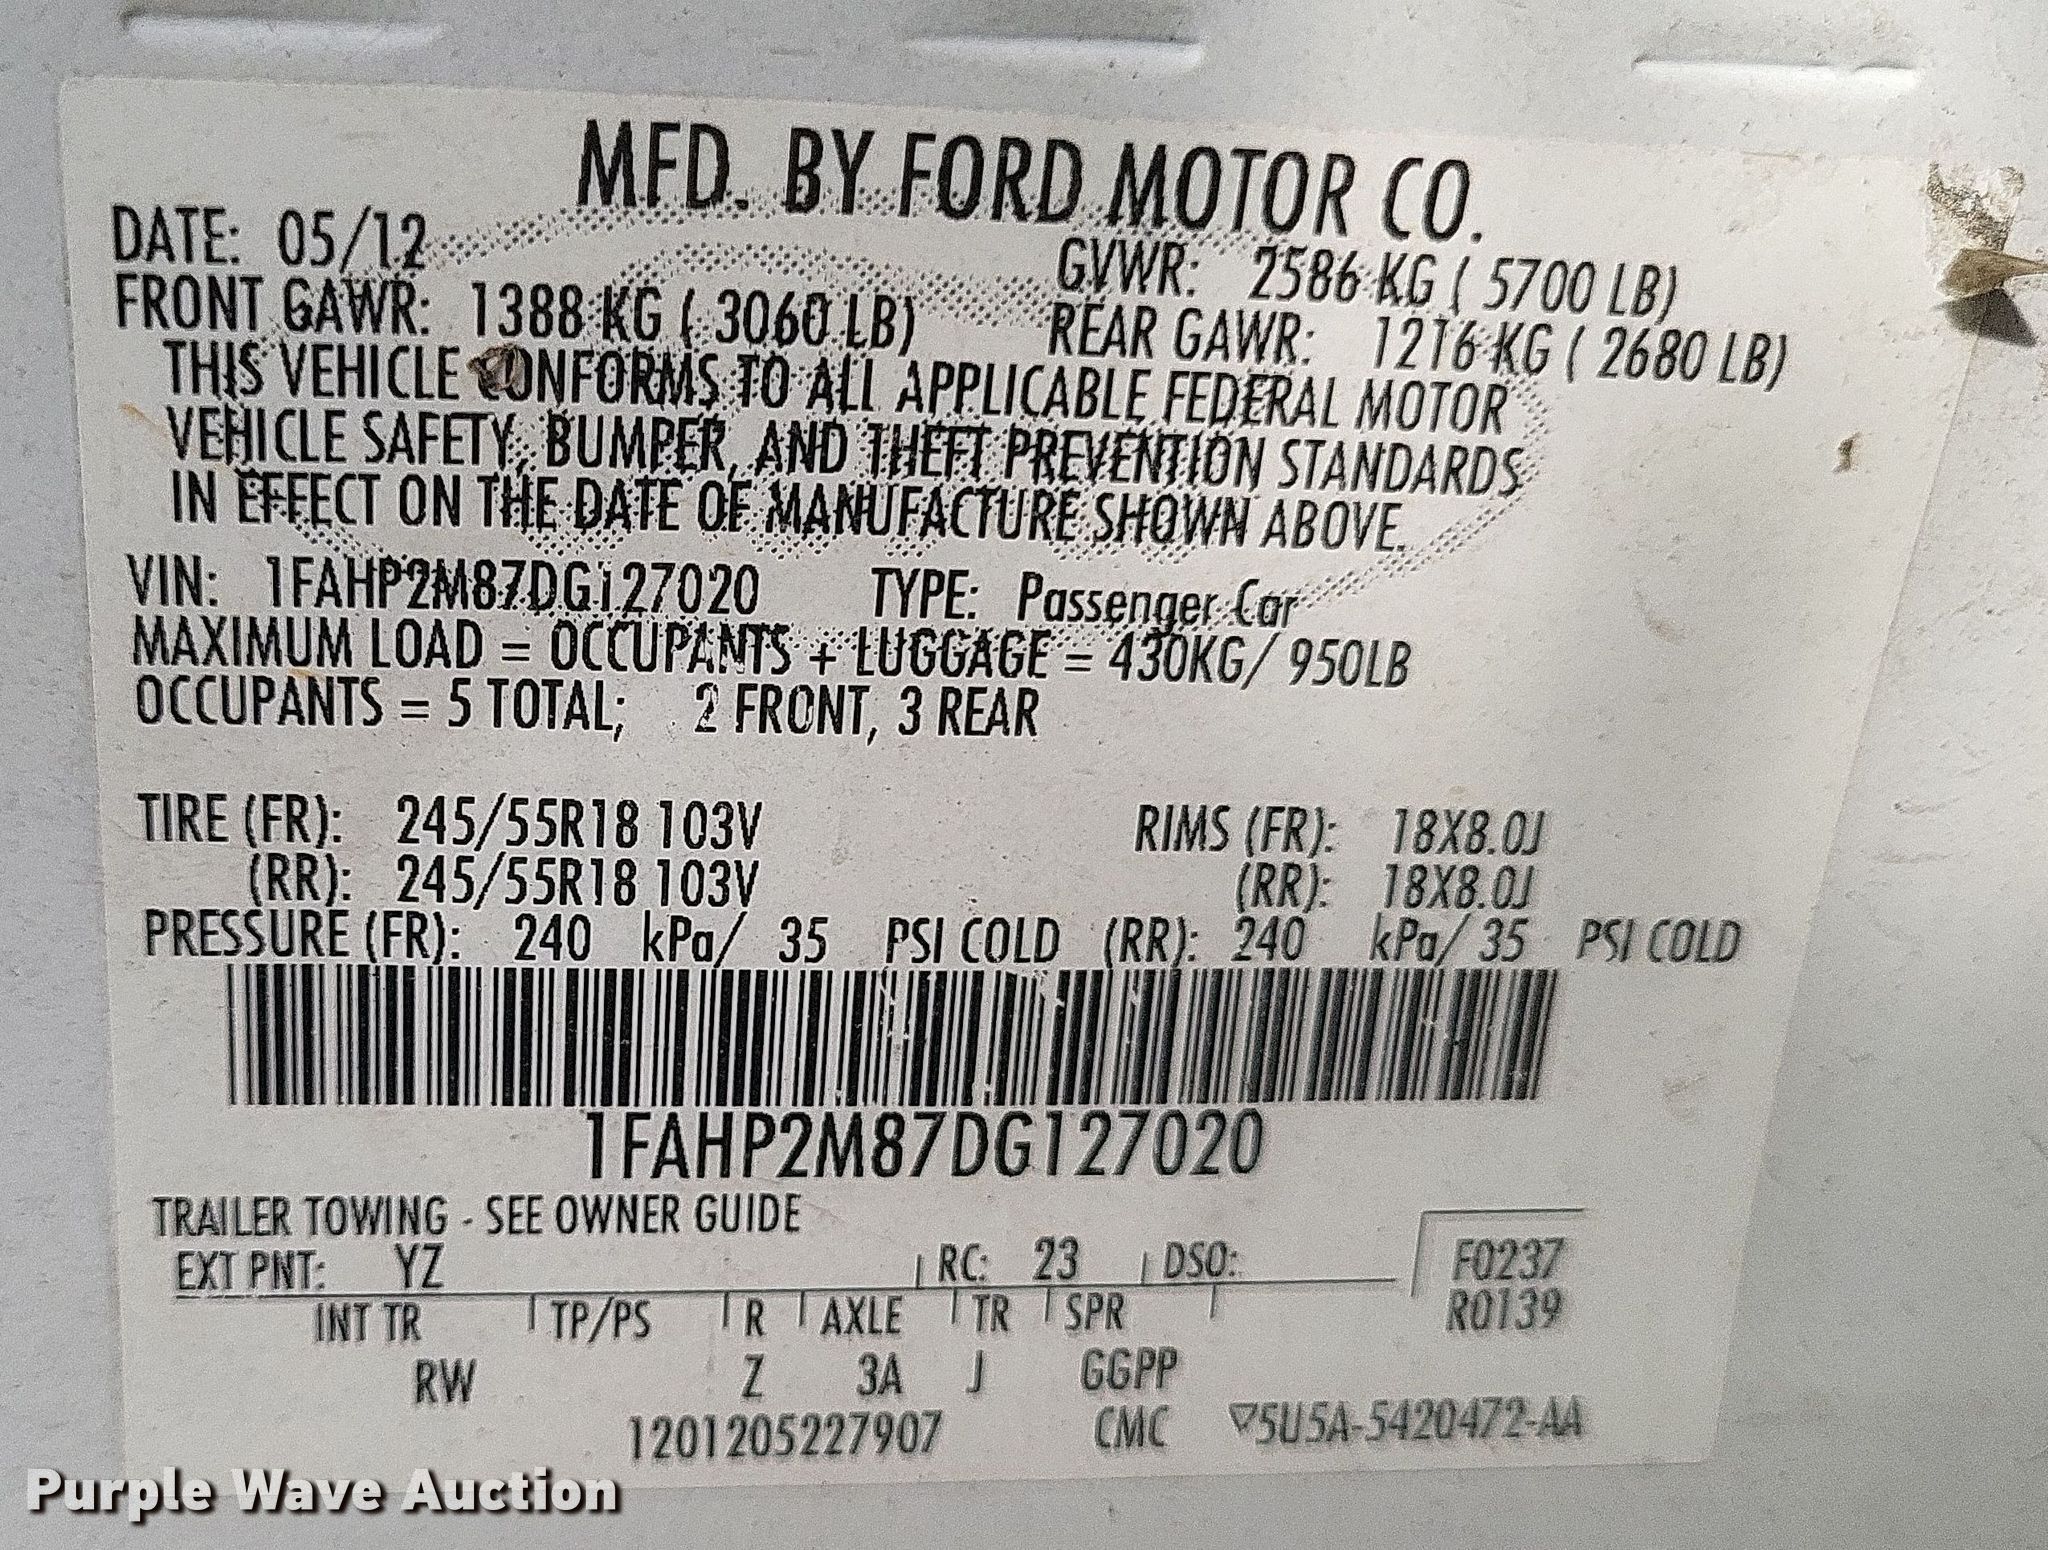 MFD. BY FORD MOTOR CO.
DATE: 05/12 GVWR: 2586 KG ( 5700 LB)
FRONT GAWR: 1388 KG ( 3060 LB) REAR GAWR: 1216 KG ( 2680 LB)
THIS VEHICLE CONFORMS TO ALL APPLICABLE FEDERAL MOTOR
VEHICLE SAFETY, BUMPER, AND THEFT PREVENTION STANDARDS
IN EFFECT ON THE DATE OF MANUFACTURE SHOWN ABOVE.
VIN: 1FAHP2M87DG127020 TYPE: Passenger Car
MAXIMUM LOAD = OCCUPANTS + LUGGAGE = 430KG/ 950LB
OCCUPANTS = 5 TOTAL; 2 FRONT, 3 REAR
TIRE (FR): 245/55R18 103V RIMS (FR): 18X8.0J
(RR): 245/55R18 103V (RR): 18X8.0J
PRESSURE (FR): 240 kPa/ 35 PSI COLD (RR): 240 kPa/ 35 PSI COLD
1FAHP2M87DG127020
TRAILER TOWING - SEE OWNER GUIDE
EXT PNT: YZ RC: 23 DSO: F0237
INT TR TP/PS R AXLE TR SPR R0139
RW Z 3A J GGPP
1201205227907 CMC ▽5U5A-5420472-AA
Purple Wave Auction